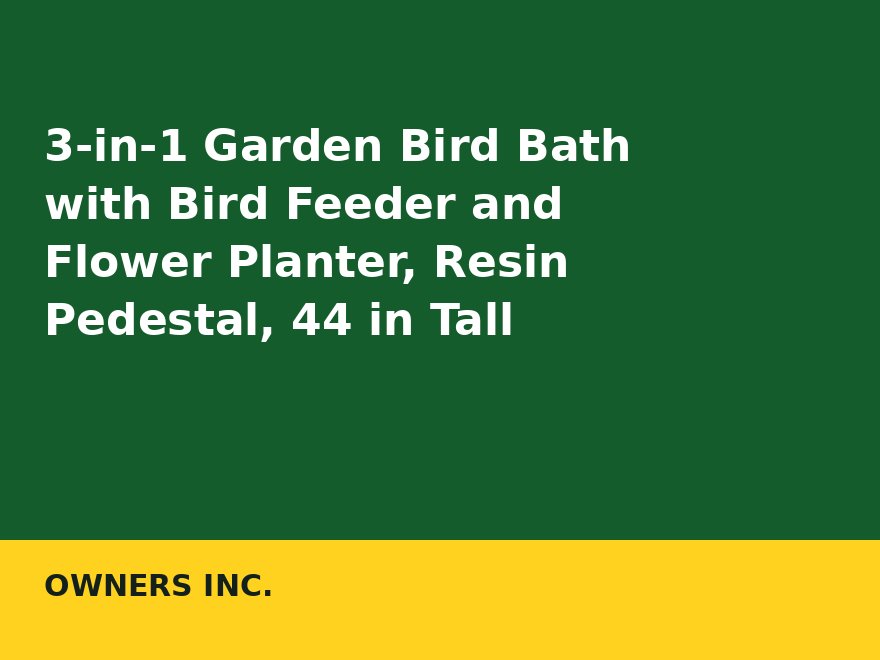 3-in-1 Garden Bird Bath
with Bird Feeder and
Flower Planter, Resin
Pedestal, 44 in Tall
OWNERS INC.